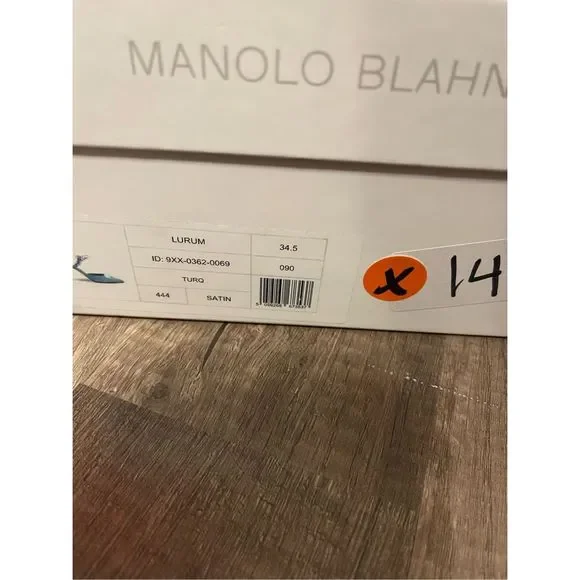 MANOLO BLAHN
LURUM 34.5
ID: 9XX-0362-0069 090
TURQ
444 SATIN
X 14